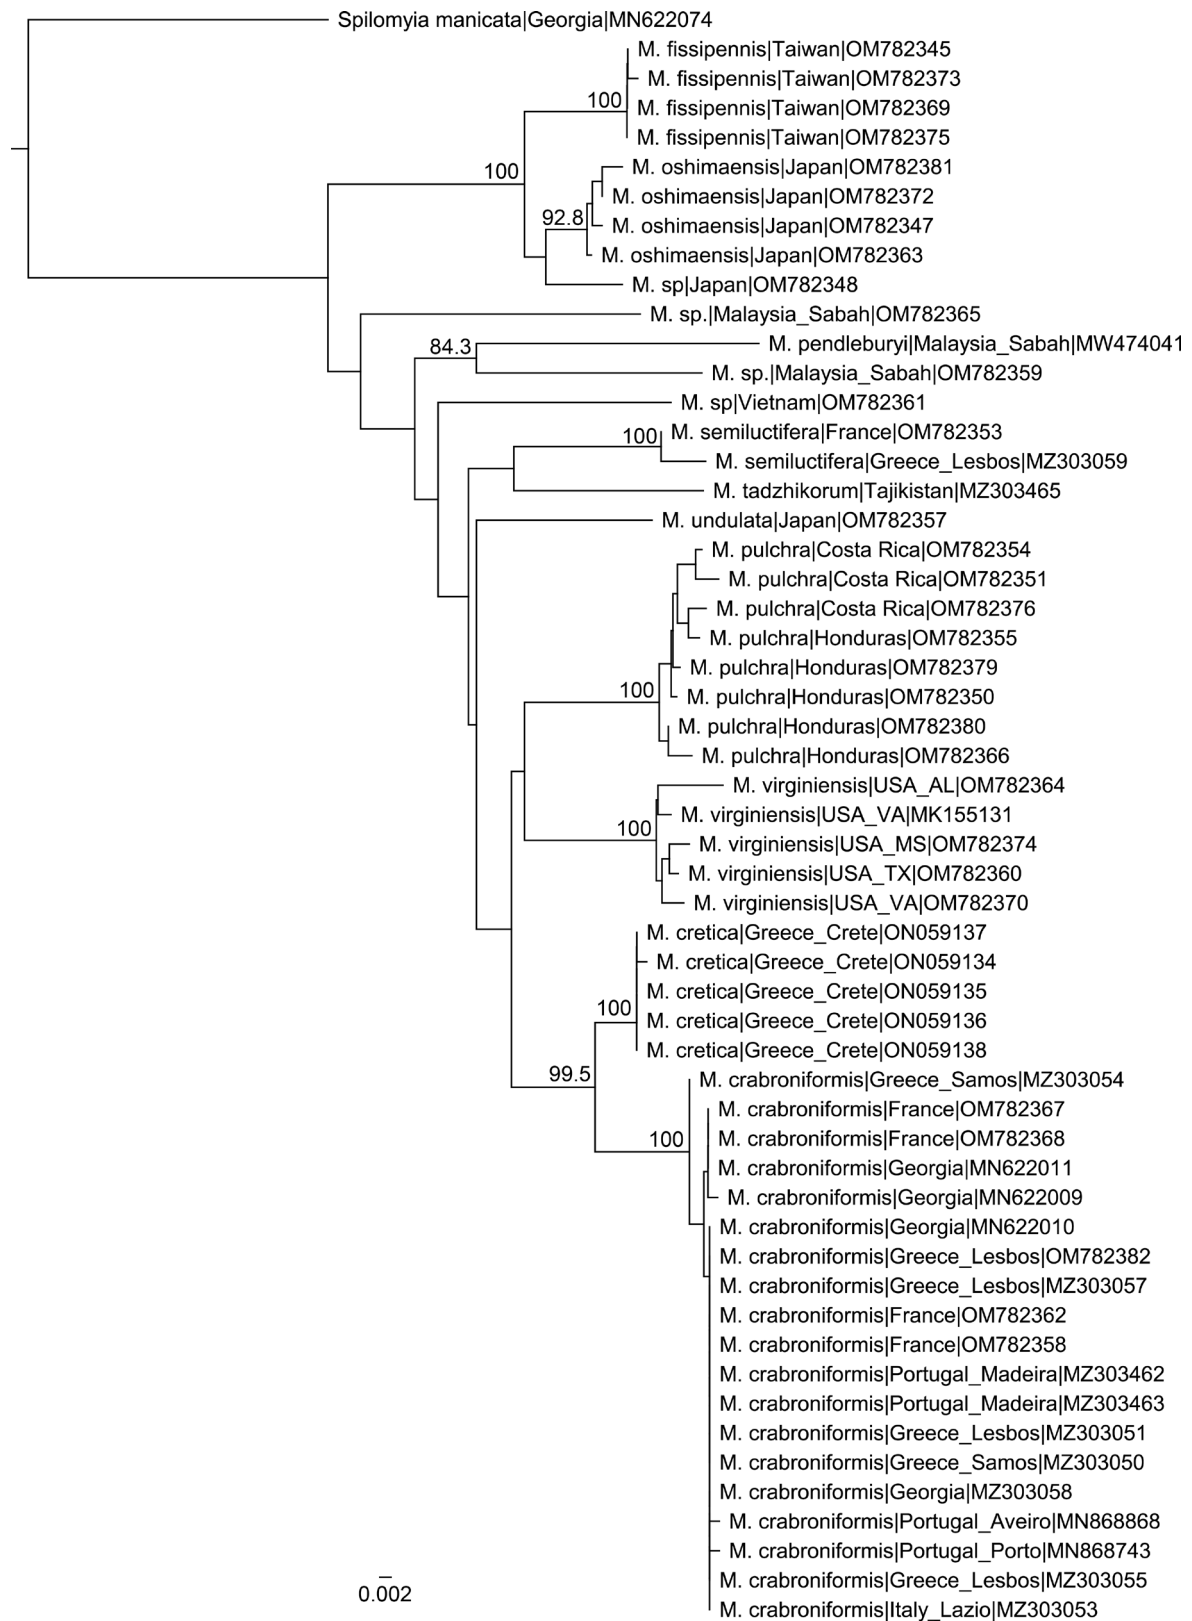 Spilomyia manicata|Georgia|MN622074
M. fissipennis|Taiwan|OM782345
M. fissipennis|Taiwan|OM782373
100
M. fissipennis|Taiwan|OM782369
M. fissipennis|Taiwan|OM782375
100
M. oshimaensis|Japan|OM782381
M. oshimaensis|Japan|OM782372
92.8
M. oshimaensis|Japan|OM782347
M. oshimaensis|Japan|OM782363
M. sp|Japan|OM782348
M. sp.|Malaysia_Sabah|OM782365
84.3
M. pendleburyi|Malaysia_Sabah|MW474041
M. sp.|Malaysia_Sabah|OM782359
M. sp|Vietnam|OM782361
100
M. semiluctifera|France|OM782353
M. semiluctifera|Greece_Lesbos|MZ303059
M. tadzhikorum|Tajikistan|MZ303465
M. undulata|Japan|OM782357
M. pulchra|Costa Rica|OM782354
M. pulchra|Costa Rica|OM782351
M. pulchra|Costa Rica|OM782376
M. pulchra|Honduras|OM782355
M. pulchra|Honduras|OM782379
100
M. pulchra|Honduras|OM782350
M. pulchra|Honduras|OM782380
M. pulchra|Honduras|OM782366
M. virginiensis|USA_AL|OM782364
M. virginiensis|USA_VA|MK155131
100
M. virginiensis|USA_MS|OM782374
M. virginiensis|USA_TX|OM782360
M. virginiensis|USA_VA|OM782370
M. cretica|Greece_Crete|ON059137
M. cretica|Greece_Crete|ON059134
M. cretica|Greece_Crete|ON059135
100
M. cretica|Greece_Crete|ON059136
M. cretica|Greece_Crete|ON059138
99.5
M. crabroniformis|Greece_Samos|MZ303054
M. crabroniformis|France|OM782367
100
M. crabroniformis|France|OM782368
M. crabroniformis|Georgia|MN622011
M. crabroniformis|Georgia|MN622009
M. crabroniformis|Georgia|MN622010
M. crabroniformis|Greece_Lesbos|OM782382
M. crabroniformis|Greece_Lesbos|MZ303057
M. crabroniformis|France|OM782362
M. crabroniformis|France|OM782358
M. crabroniformis|Portugal_Madeira|MZ303462
M. crabroniformis|Portugal_Madeira|MZ303463
M. crabroniformis|Greece_Lesbos|MZ303051
M. crabroniformis|Greece_Samos|MZ303050
M. crabroniformis|Georgia|MZ303058
M. crabroniformis|Portugal_Aveiro|MN868868
M. crabroniformis|Portugal_Porto|MN868743
M. crabroniformis|Greece_Lesbos|MZ303055
0.002
M. crabroniformis|Italy_Lazio|MZ303053